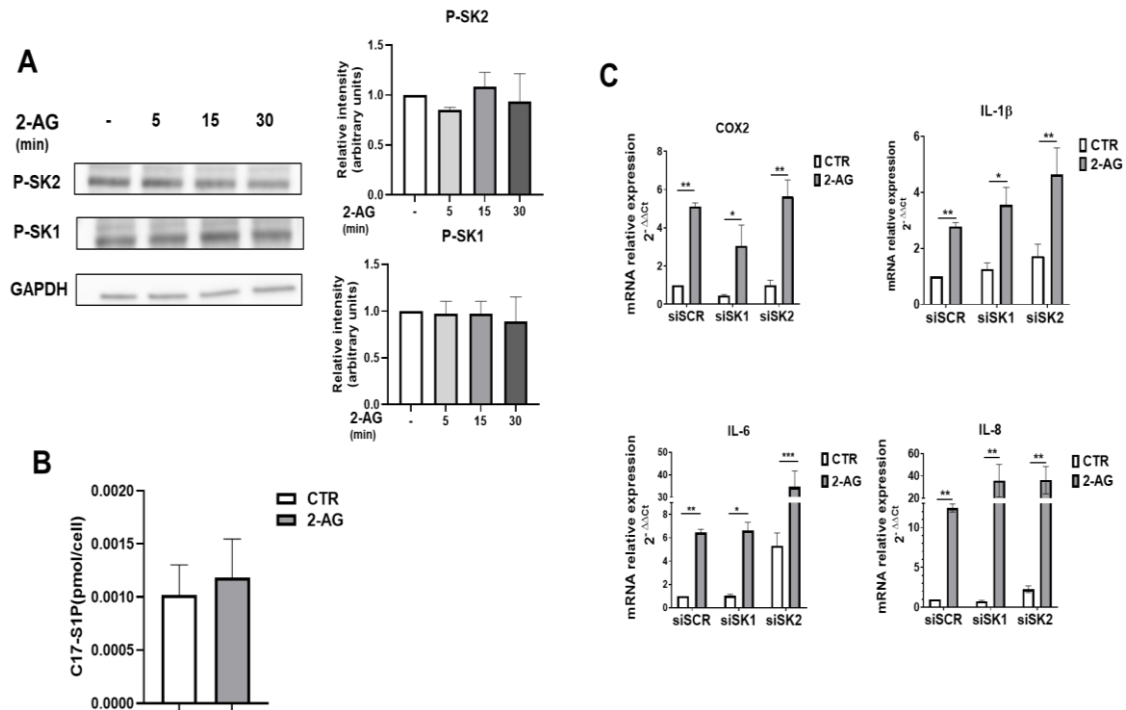 A
2-AG - 5 15 30
(min)
P-SK2
P-SK1
GAPDH
P-SK2
Relative intensity
(arbitrary units)
1.5
1.0
0.5
0.0
2-AG - 5 15 30
(min)
P-SK1
Relative intensity
(arbitrary units)
1.5
1.0
0.5
0.0
2-AG - 5 15 30
(min)
B
C17-S1P(pmol/cell)
0.0020
0.0015
0.0010
0.0005
0.0000
CTR
2-AG
C
COX2
mRNA relative expression
2- ΔΔCt
8
6
4
2
0
** * **
siSCR siSK1 siSK2
CTR
2-AG
IL-1β
mRNA relative expression
2- ΔΔCt
6
4
2
0
** * **
siSCR siSK1 siSK2
CTR
2-AG
IL-6
mRNA relative expression
2- ΔΔCt
50
40
30
20
8
6
4
2
0
** * ***
siSCR siSK1 siSK2
CTR
2-AG
IL-8
mRNA relative expression
2- ΔΔCt
60
40
20
10
5
0
** ** **
siSCR siSK1 siSK2
CTR
2-AG